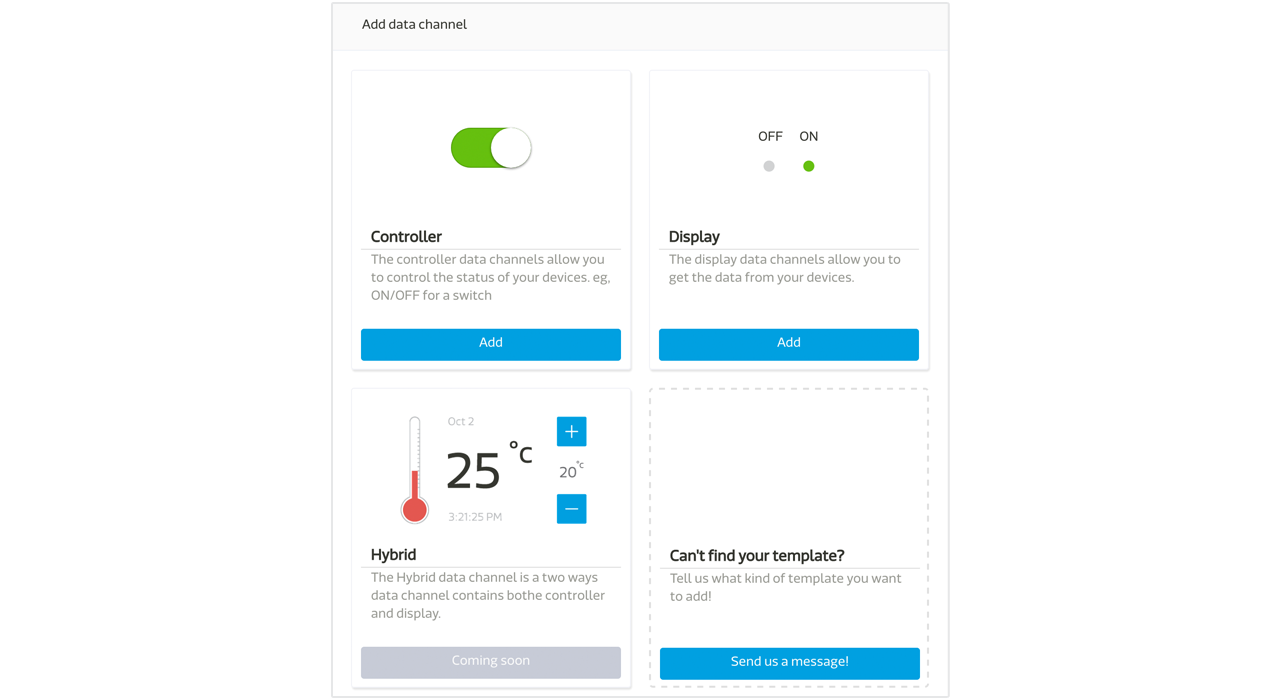 Add data channel
OFF ON
Controller
The controller data channels allow you
to control the status of your devices. eg,
ON/OFF for a switch
Add
Display
The display data channels allow you to
get the data from your devices.
Add
Oct 2
25 °C
3:21:25 PM
+
20°c
−
Hybrid
The Hybrid data channel is a two ways
data channel contains bothe controller
and display.
Coming soon
Can't find your template?
Tell us what kind of template you want
to add!
Send us a message!